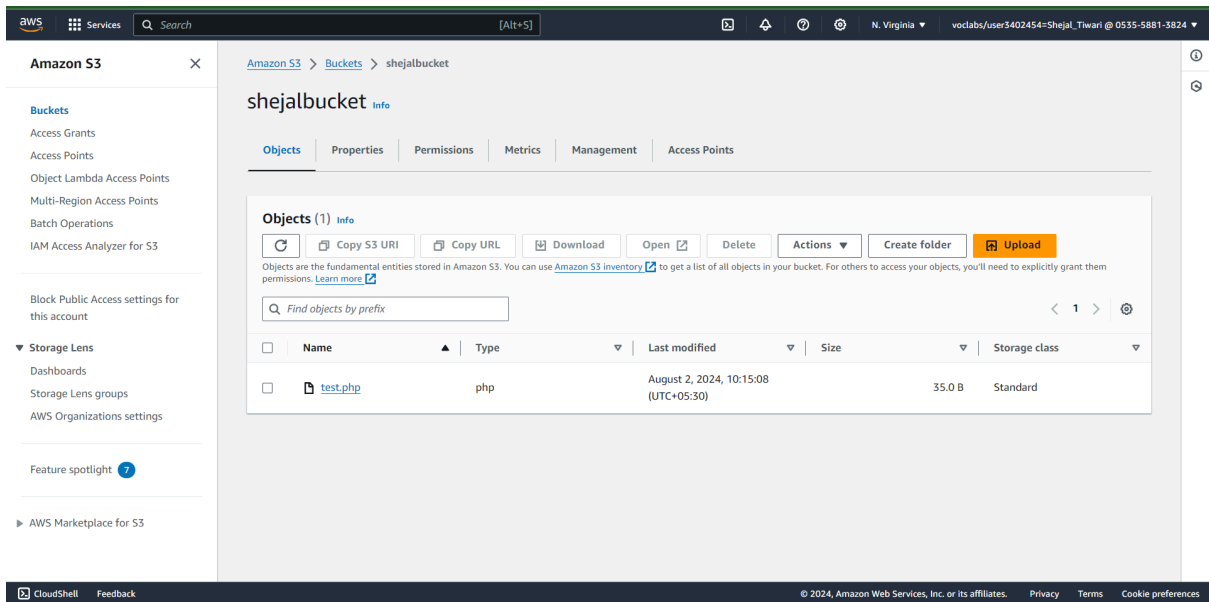 aws Services Search [Alt+S] N. Virginia ▼ voclabs/user3402454=Shejal_Tiwari @ 0535-5881-3824 ▼
Amazon S3
Buckets
Access Grants
Access Points
Object Lambda Access Points
Multi-Region Access Points
Batch Operations
IAM Access Analyzer for S3
Block Public Access settings for
this account
▼ Storage Lens
Dashboards
Storage Lens groups
AWS Organizations settings
Feature spotlight 7
▶ AWS Marketplace for S3
Amazon S3 > Buckets > shejalbucket
shejalbucket Info
Objects Properties Permissions Metrics Management Access Points
Objects (1) Info
Copy S3 URI Copy URL Download Open Delete Actions ▼ Create folder Upload
Objects are the fundamental entities stored in Amazon S3. You can use Amazon S3 inventory to get a list of all objects in your bucket. For others to access your objects, you'll need to explicitly grant them
permissions. Learn more
Find objects by prefix < 1 >
Name ▲ Type Last modified Size Storage class
test.php php August 2, 2024, 10:15:08 35.0 B Standard
(UTC+05:30)
CloudShell Feedback © 2024, Amazon Web Services, Inc. or its affiliates. Privacy Terms Cookie preferences